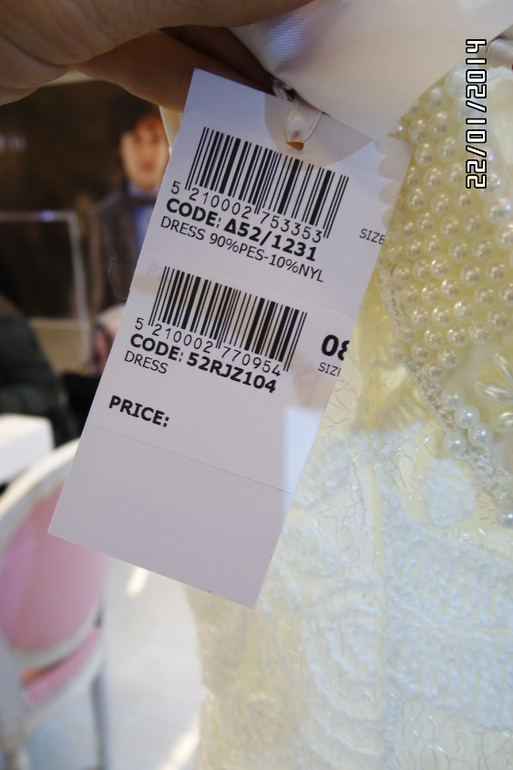 5 210002 753353
CODE: Δ52/1231
DRESS 90%PES-10%NYL
SIZE
5 210002 770954
CODE: 52RJZ104
DRESS
08
SIZE
PRICE:
22/01/2014